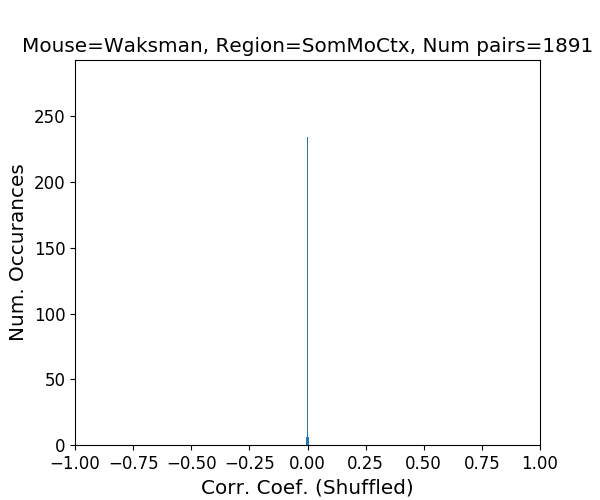 Mouse=Waksman, Region=SomMoCtx, Num pairs=1891
Num. Occurances
250
200
150
100
50
0
−1.00 −0.75 −0.50 −0.25 0.00 0.25 0.50 0.75 1.00
Corr. Coef. (Shuffled)